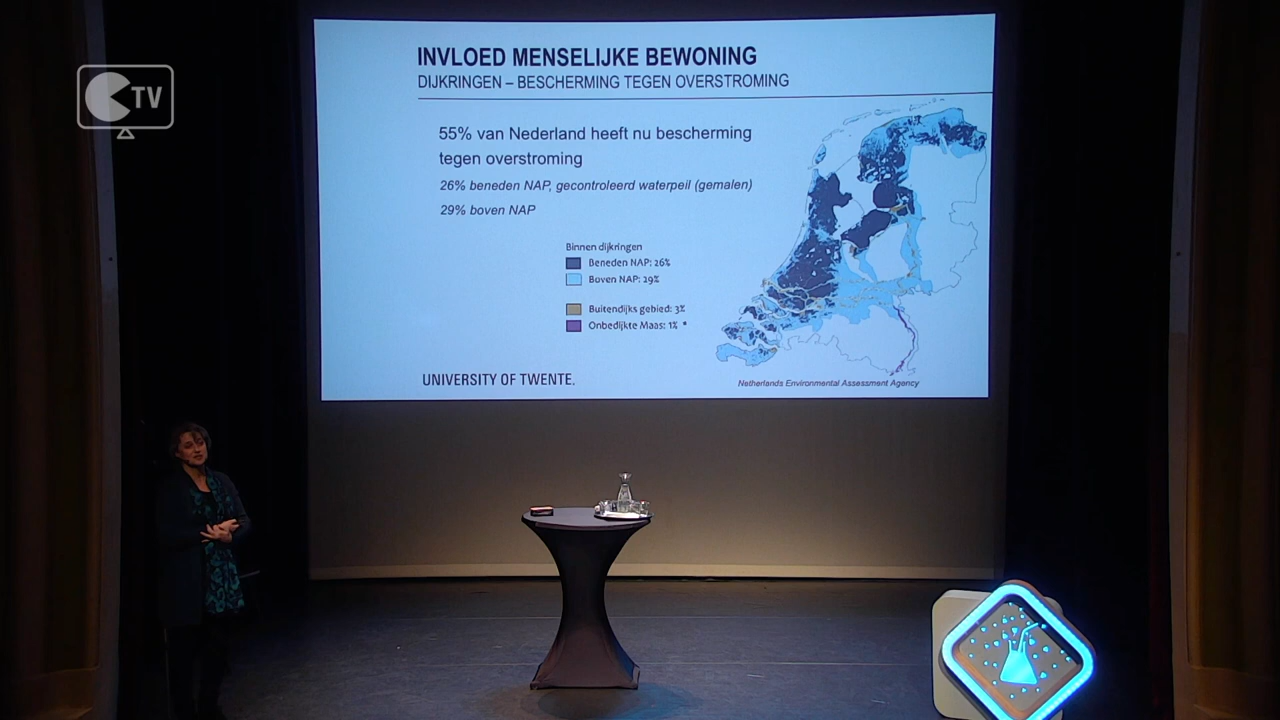 TV
INVLOED MENSELIJKE BEWONING
DIJKRINGEN – BESCHERMING TEGEN OVERSTROMING
55% van Nederland heeft nu bescherming
tegen overstroming
26% beneden NAP, gecontroleerd waterpeil (gemalen)
29% boven NAP
Binnen dijkringen
Beneden NAP: 26%
Boven NAP: 29%
Buitendijks gebied: 3%
Onbedijkte Maas: 1% *
UNIVERSITY OF TWENTE.
Netherlands Environmental Assessment Agency